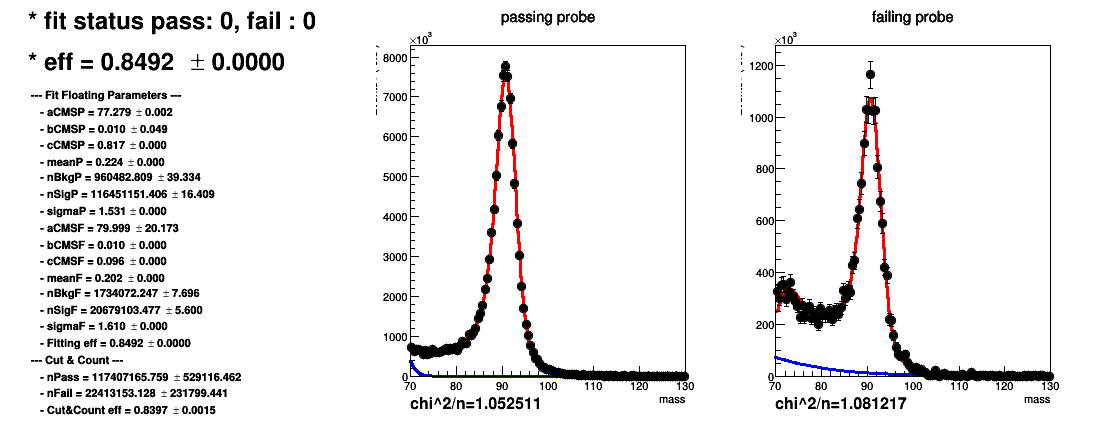 * fit status pass: 0, fail : 0
* eff = 0.8492 ± 0.0000
--- Fit Floating Parameters ---
- aCMSP = 77.279 ± 0.002
- bCMSP = 0.010 ± 0.049
- cCMSP = 0.817 ± 0.000
- meanP = 0.224 ± 0.000
- nBkgP = 960482.809 ± 39.334
- nSigP = 116451151.406 ± 16.409
- sigmaP = 1.531 ± 0.000
- aCMSF = 79.999 ± 20.173
- bCMSF = 0.010 ± 0.000
- cCMSF = 0.096 ± 0.000
- meanF = 0.202 ± 0.000
- nBkgF = 1734072.247 ± 7.696
- nSigF = 20679103.477 ± 5.600
- sigmaF = 1.610 ± 0.000
- Fitting eff = 0.8492 ± 0.0000
--- Cut & Count ---
- nPass = 117407165.759 ± 529116.462
- nFail = 22413153.128 ± 231799.441
- Cut&Count eff = 0.8397 ± 0.0015
passing probe
×10³
8000
7000
6000
5000
4000
3000
2000
1000
0
70 80 90 100 110 120 130
mass
chi^2/n=1.052511
failing probe
×10³
1200
1000
800
600
400
200
0
70 80 90 100 110 120 130
mass
chi^2/n=1.081217